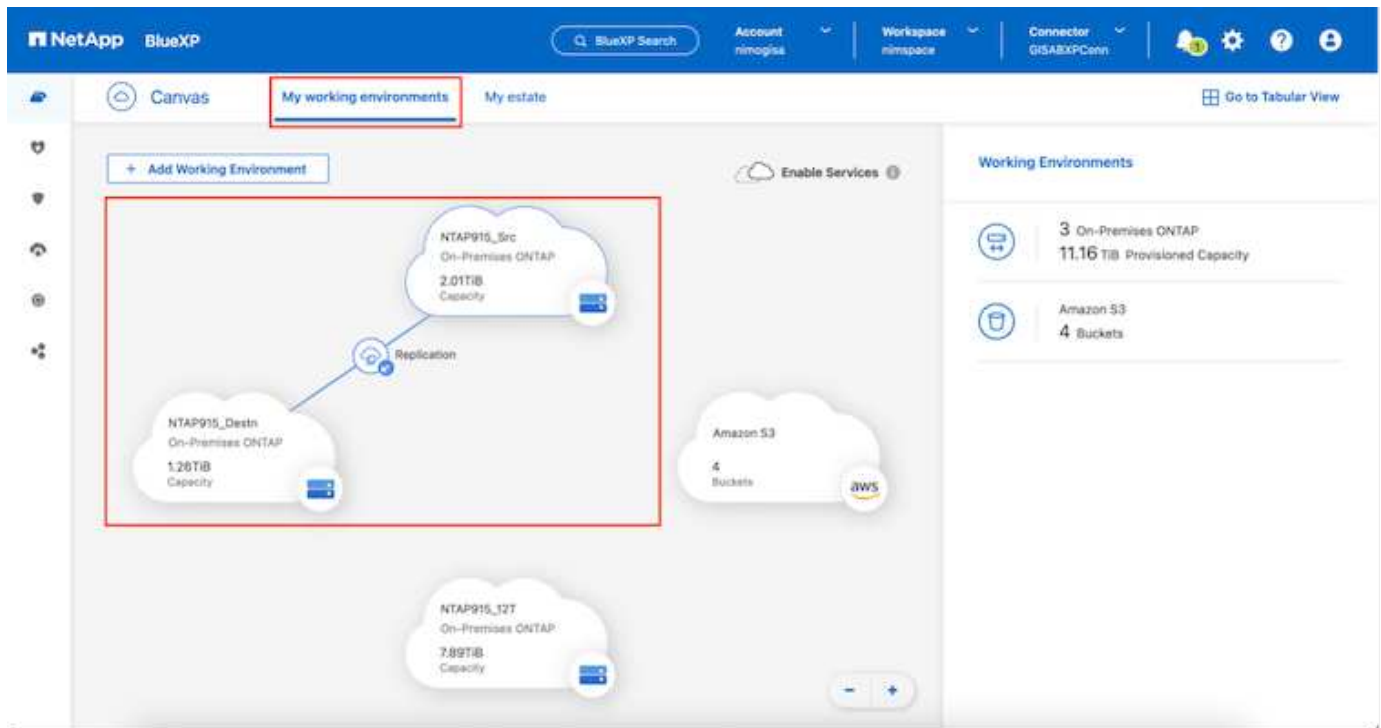 NetApp BlueXP
BlueXP Search
Account
nimogisa
Workspace
nimspace
Connector
GISABXPConn
1
Canvas
My working environments
My estate
Go to Tabular View
+ Add Working Environment
Enable Services
NTAP915_Src
On-Premises ONTAP
2.01TiB
Capacity
Replication
NTAP915_Destn
On-Premises ONTAP
1.26TiB
Capacity
Amazon S3
4
Buckets
aws
NTAP915_12T
On-Premises ONTAP
7.89TiB
Capacity
Working Environments
3 On-Premises ONTAP
11.16 TiB Provisioned Capacity
Amazon S3
4 Buckets